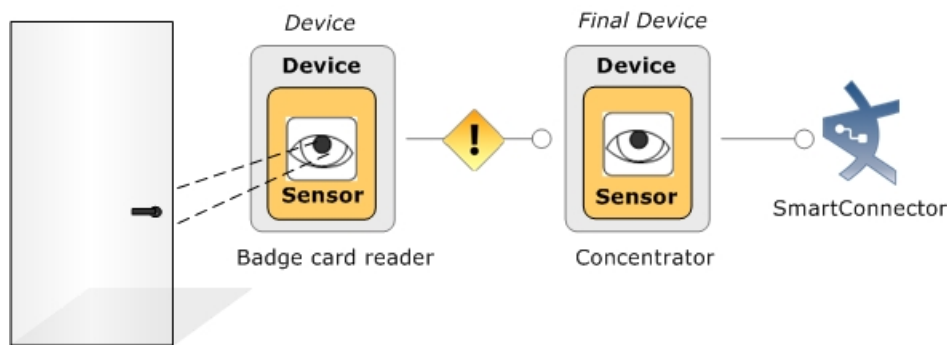 Device
Final Device
Device
Device
!
Sensor
Sensor
SmartConnector
Badge card reader
Concentrator